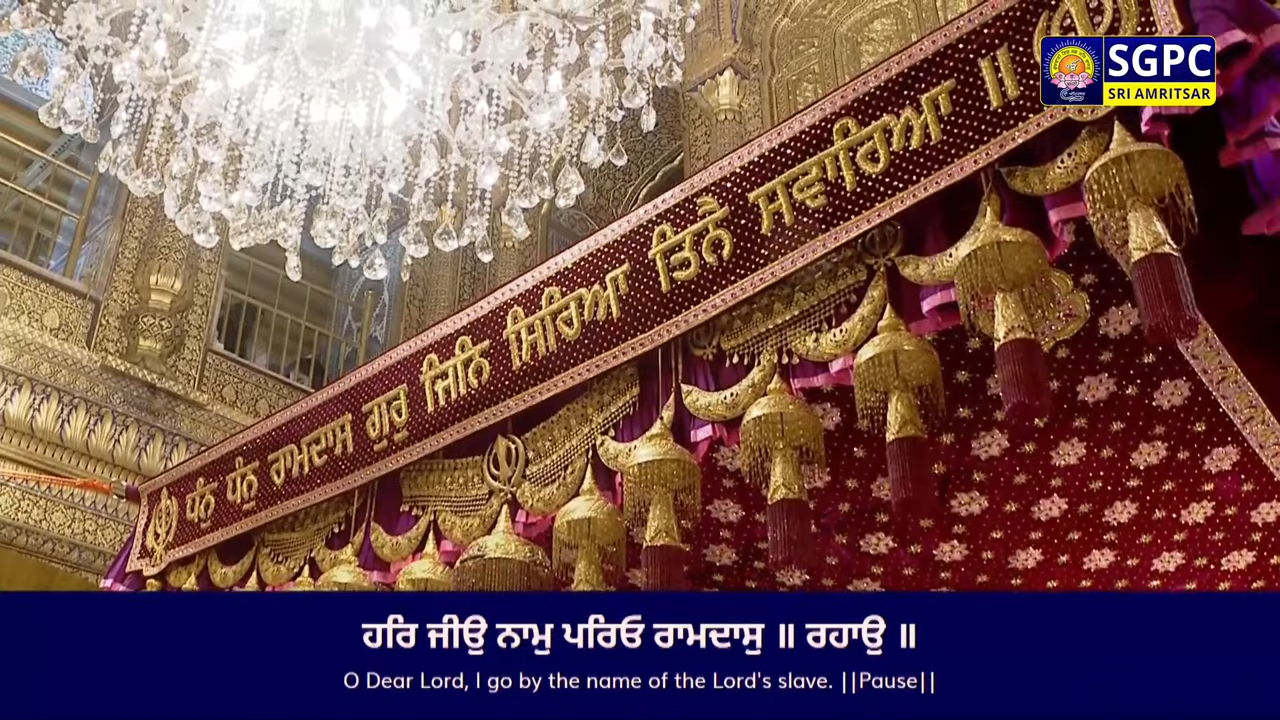 SGPC
SRI AMRITSAR
ਧੰਨੁ ਧੰਨੁ ਰਾਮਦਾਸ ਗੁਰੁ ਜਿਨਿ ਸਿਰਿਆ ਤਿਨੈ ਸਵਾਰਿਆ ॥
ਹਰਿ ਜੀਉ ਨਾਮੁ ਪਰਿਓ ਰਾਮਦਾਸੁ ॥ ਰਹਾਉ ॥
O Dear Lord, I go by the name of the Lord's slave. ||Pause||